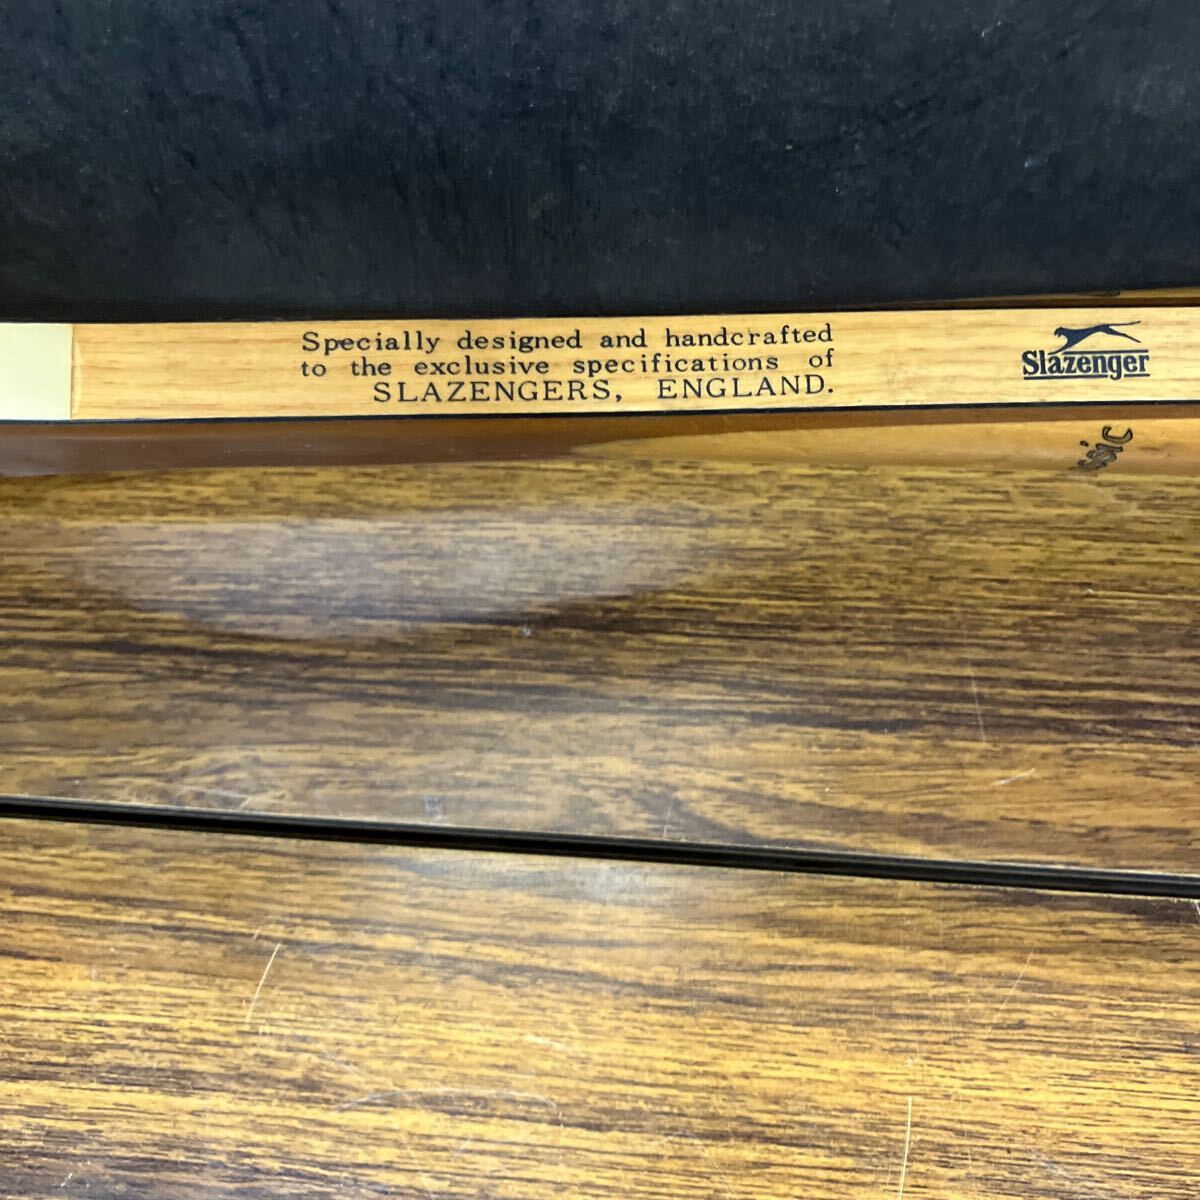 Specially designed and handcrafted
to the exclusive specifications of
SLAZENGERS, ENGLAND.
Slazenger